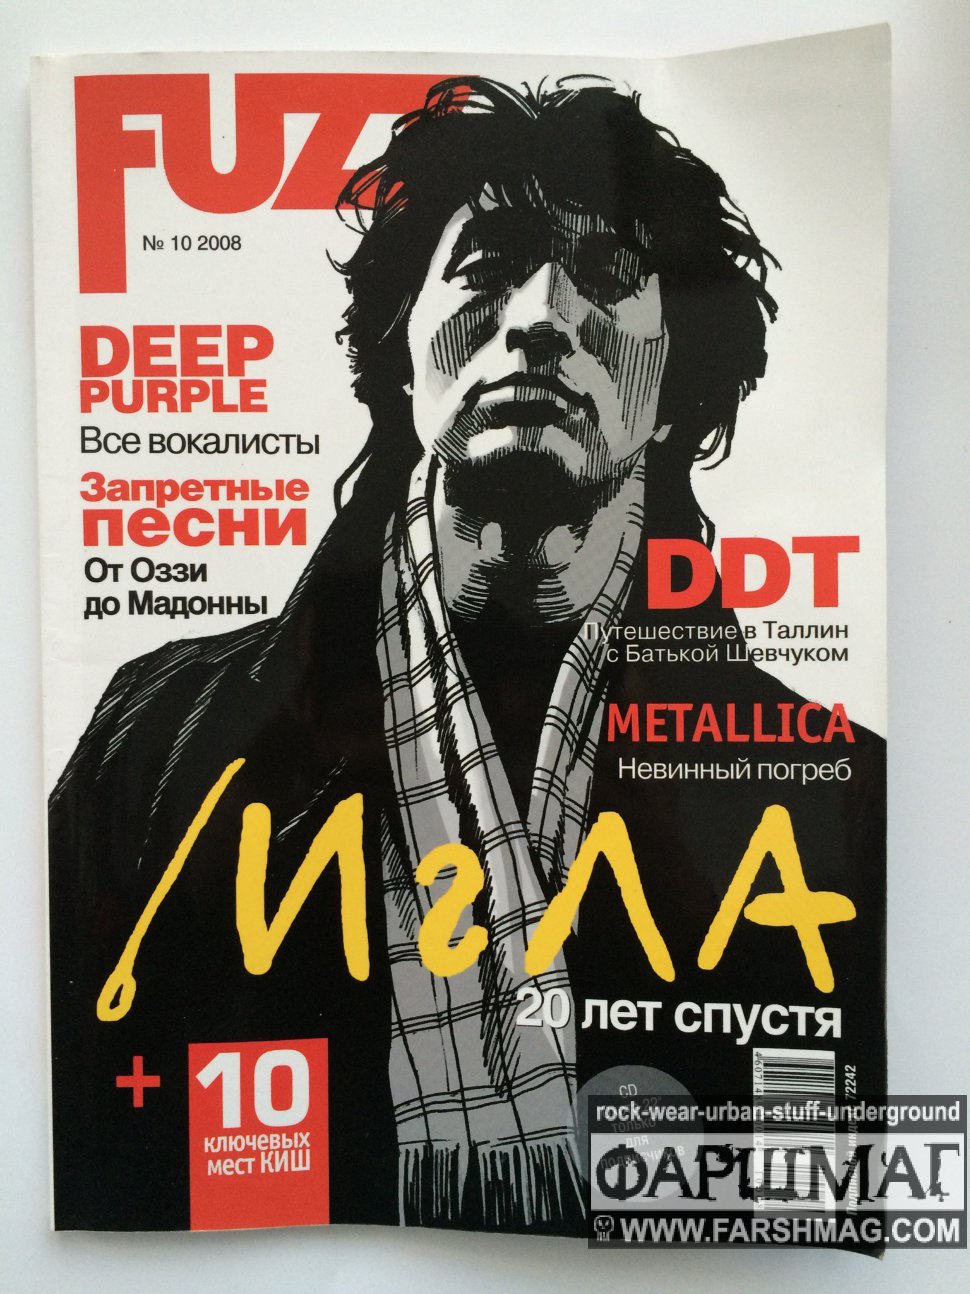 FUZZ
№ 10 2008
DEEP
PURPLE
Все вокалисты
Запретные
песни
От Оззи
до Мадонны
DDT
Путешествие в Таллин
с Батькой Шевчуком
METALLICA
Невинный погреб
Мгла
20 лет спустя
+ 10
ключевых
мест КИШ
CD
только
для
72242
rock-wear-urban-stuff-underground
ФАРШМАГ
WWW.FARSHMAG.COM